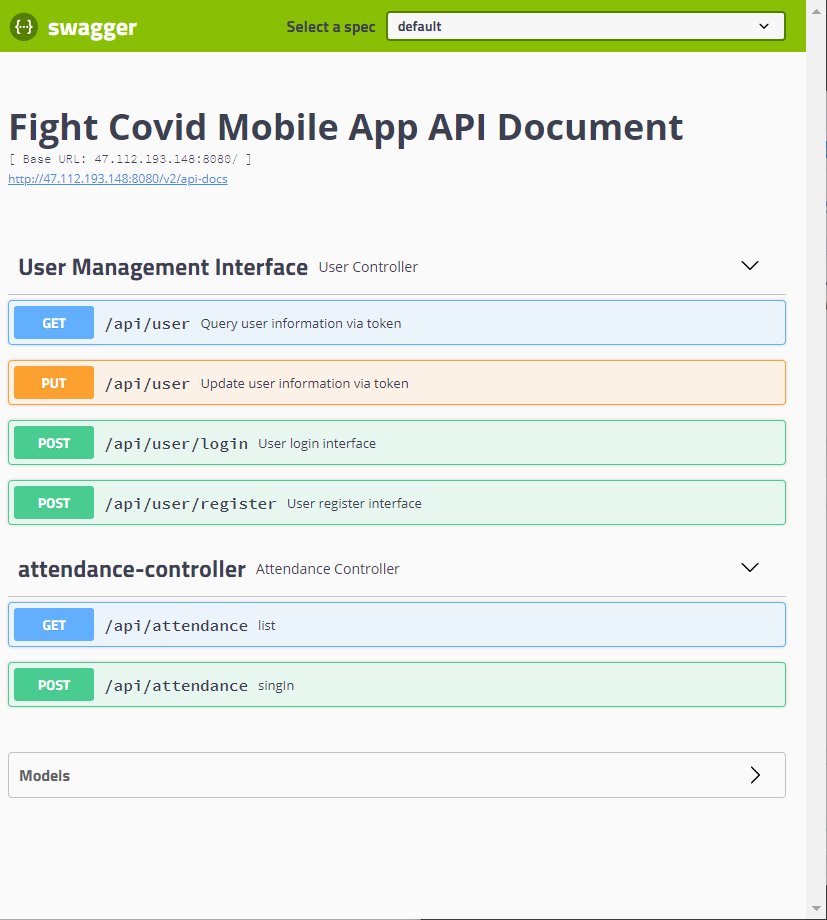 {···} swagger Select a spec default
Fight Covid Mobile App API Document
[ Base URL: 47.112.193.148:8080/ ]
http://47.112.193.148:8080/v2/api-docs
User Management Interface User Controller
GET /api/user Query user information via token
PUT /api/user Update user information via token
POST /api/user/login User login interface
POST /api/user/register User register interface
attendance-controller Attendance Controller
GET /api/attendance list
POST /api/attendance singIn
Models